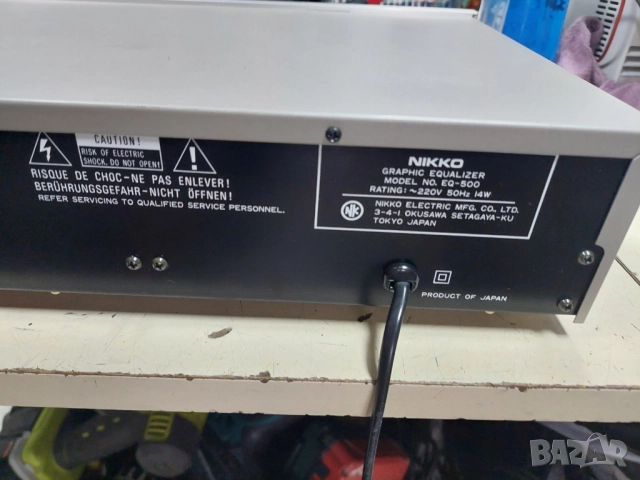 CAUTION!
RISK OF ELECTRIC
SHOCK, DO NOT OPEN!
RISQUE DE CHOC-NE PAS ENLEVER!
BERÜHRUNGSGEFAHR-NICHT ÖFFNEN!
REFER SERVICING TO QUALIFIED SERVICE PERSONNEL.
NIKKO
GRAPHIC EQUALIZER
MODEL NO. EQ-500
RATING: ~220V 50Hz 14W
NK
NIKKO ELECTRIC MFG. CO., LTD.
3-4-1 OKUSAWA SETAGAYA-KU
TOKYO JAPAN
PRODUCT OF JAPAN
BAZAR